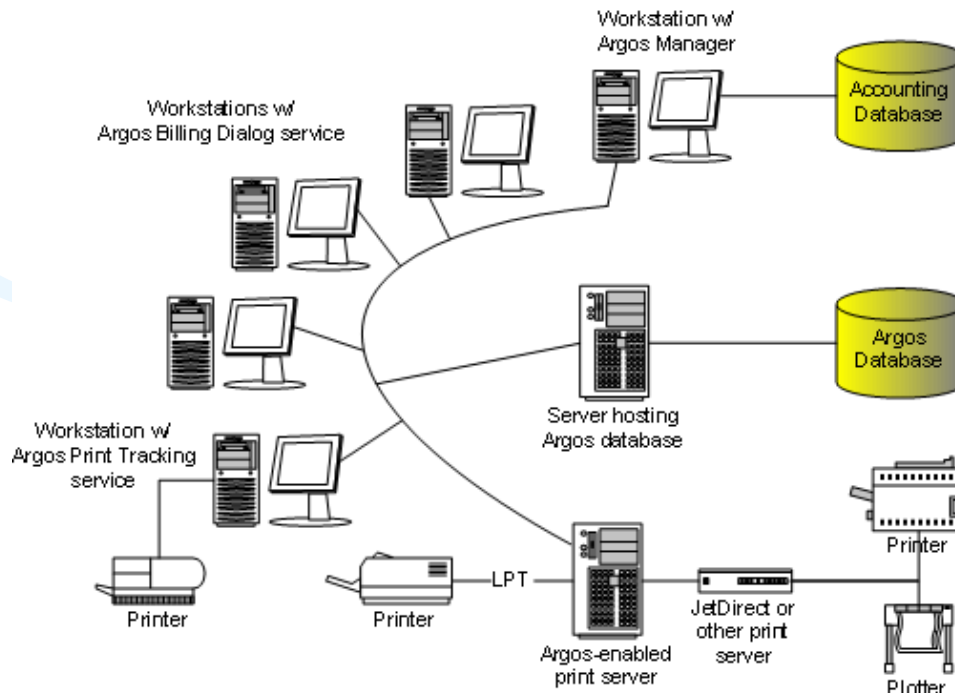 Workstation w/
Argos Manager
Accounting
Database
Workstations w/
Argos Billing Dialog service
Argos
Database
Server hosting
Argos database
Workstation w/
Argos Print Tracking
service
Printer
Printer
LPT
Printer
JetDirect or
other print
server
Argos-enabled
print server
Plotter